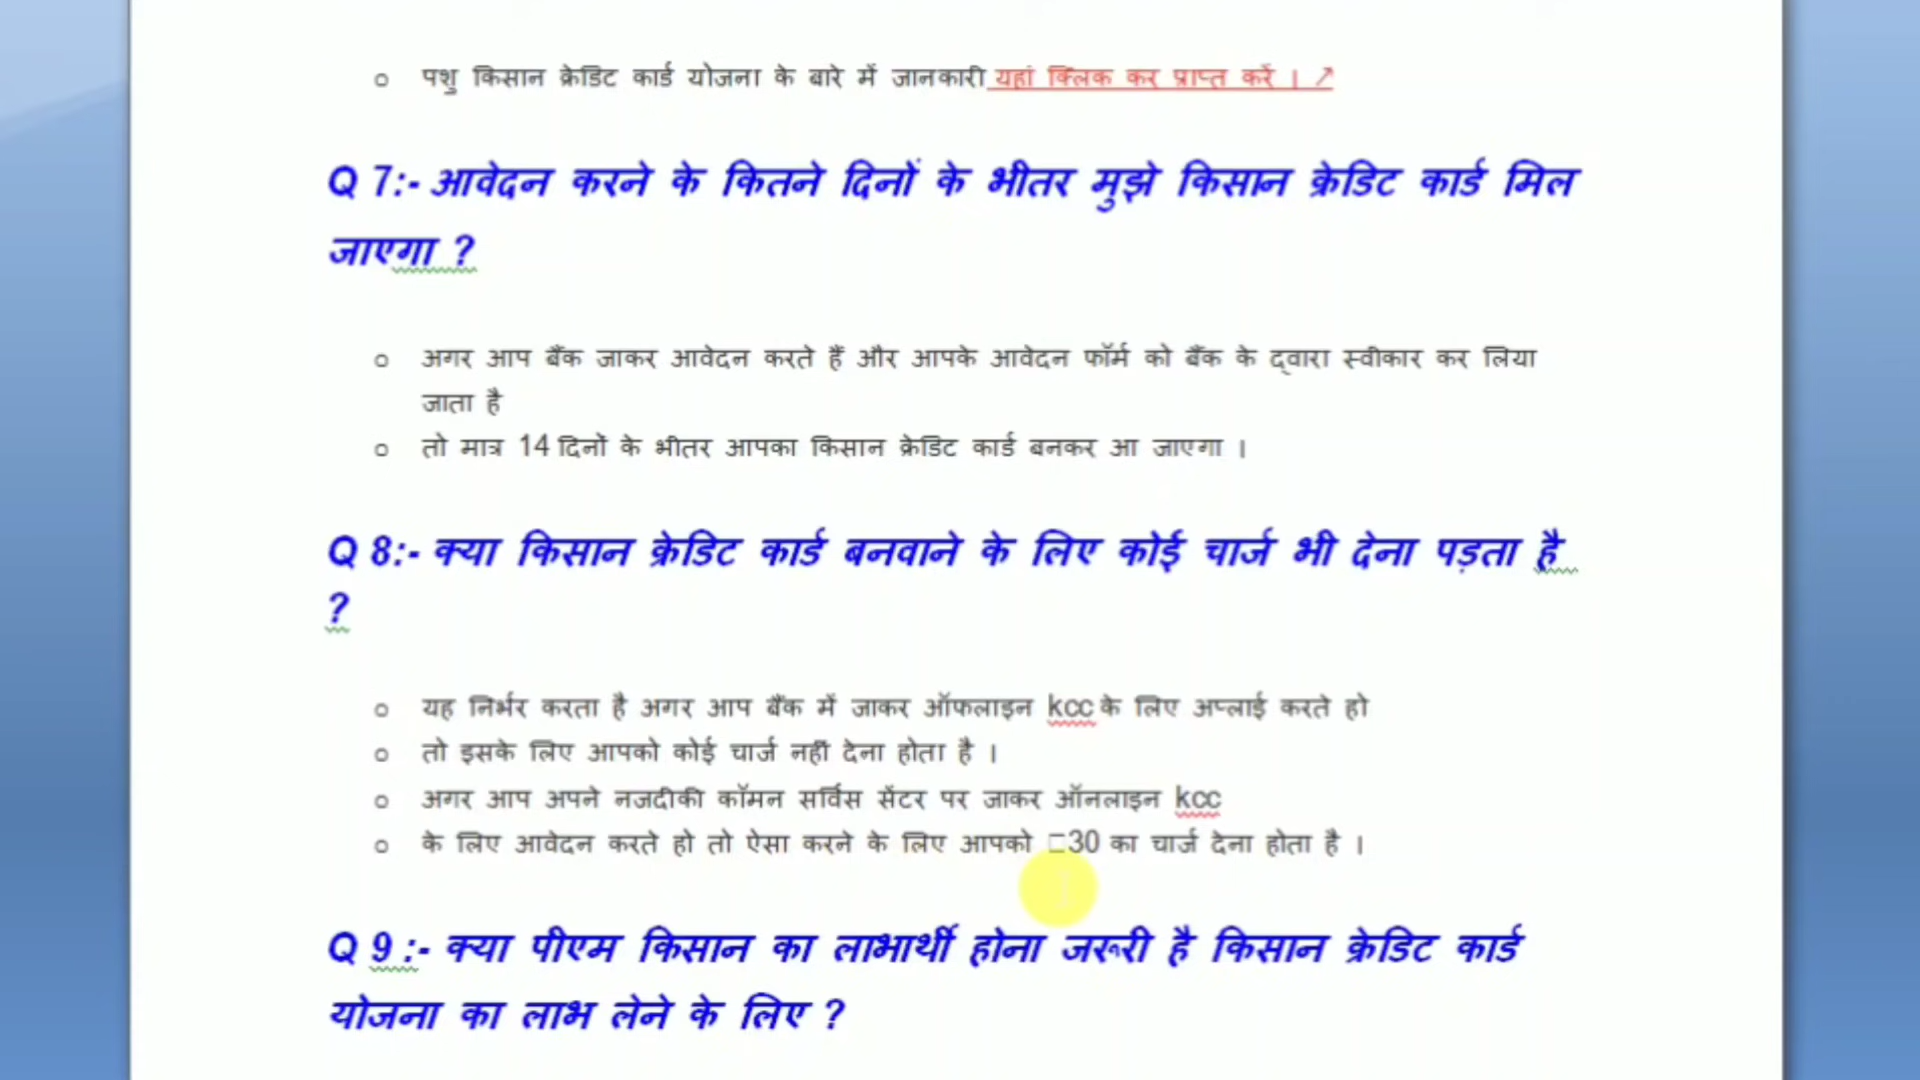 पशु किसान क्रेडिट कार्ड योजना के बारे में जानकारी यहां क्लिक कर प्राप्त करें । ↗
Q 7:- आवेदन करने के कितने दिनों के भीतर मुझे किसान क्रेडिट कार्ड मिल
जाएगा ?
अगर आप बैंक जाकर आवेदन करते हैं और आपके आवेदन फॉर्म को बैंक के द्वारा स्वीकार कर लिया
जाता है
तो मात्र 14 दिनों के भीतर आपका किसान क्रेडिट कार्ड बनकर आ जाएगा ।
Q 8:- क्या किसान क्रेडिट कार्ड बनवाने के लिए कोई चार्ज भी देना पड़ता है
?
यह निर्भर करता है अगर आप बैंक में जाकर ऑफलाइन kcc के लिए अप्लाई करते हो
तो इसके लिए आपको कोई चार्ज नहीं देना होता है ।
अगर आप अपने नजदीकी कॉमन सर्विस सेंटर पर जाकर ऑनलाइन kcc
के लिए आवेदन करते हो तो ऐसा करने के लिए आपको □30 का चार्ज देना होता है ।
Q 9 :- क्या पीएम किसान का लाभार्थी होना जरूरी है किसान क्रेडिट कार्ड
योजना का लाभ लेने के लिए ?